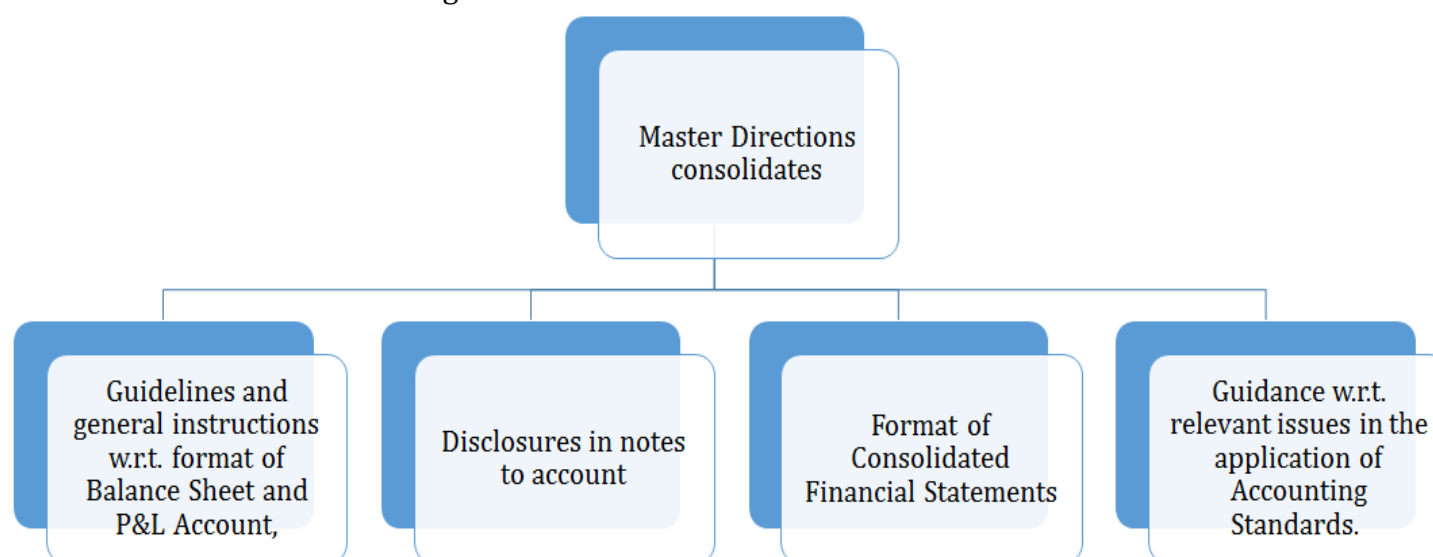 Master Directions
consolidates
Guidelines and
general instructions
w.r.t. format of
Balance Sheet and
P&L Account,
Disclosures in notes
to account
Format of
Consolidated
Financial Statements
Guidance w.r.t.
relevant issues in the
application of
Accounting
Standards.